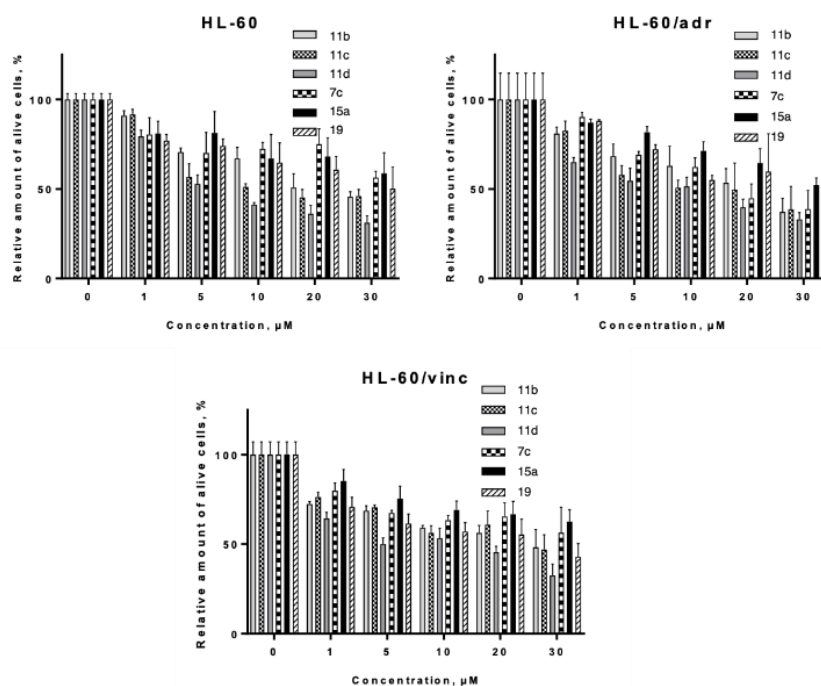 HL-60
11b
11c
11d
7c
15a
19
Relative amount of alive cells, %
100
50
0
0 1 5 10 20 30
Concentration, µM
HL-60/adr
11b
11c
11d
7c
15a
19
Relative amount of alive cells, %
100
50
0
0 1 5 10 20 30
Concentration, µM
HL-60/vinc
11b
11c
11d
7c
15a
19
Relative amount of alive cells, %
100
50
0
0 1 5 10 20 30
Concentration, µM